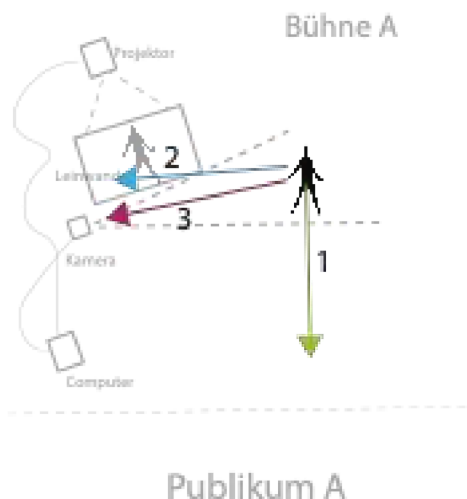 Bühne A
Projektor
2
Leinwand
3
Kamera
1
Computer
Publikum A